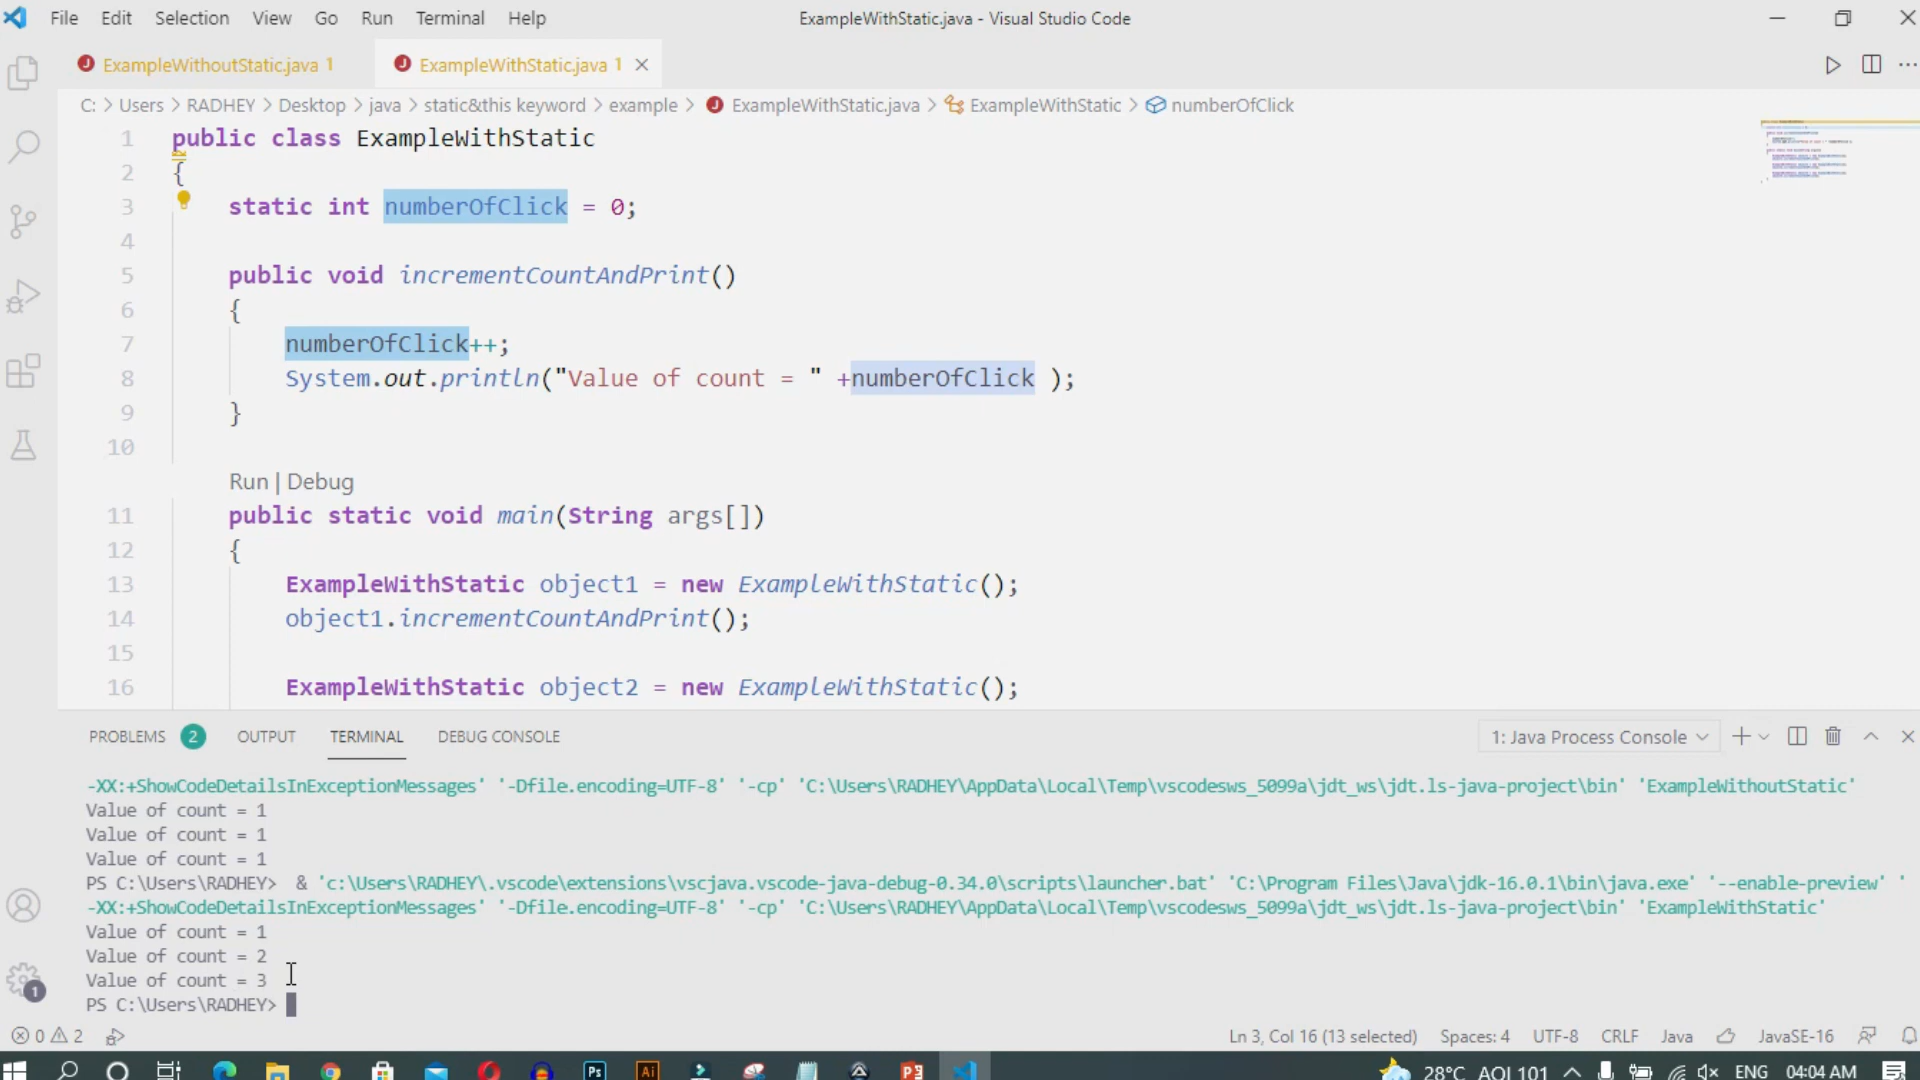 File Edit Selection View Go Run Terminal Help ExampleWithStatic.java - Visual Studio Code
J ExampleWithoutStatic.java 1 J ExampleWithStatic.java 1
C: > Users > RADHEY > Desktop > java > static&this keyword > example > J ExampleWithStatic.java > ExampleWithStatic > numberOfClick
1 public class ExampleWithStatic
2 {
3 static int numberOfClick = 0;
4
5 public void incrementCountAndPrint()
6 {
7 numberOfClick++;
8 System.out.println("Value of count = " +numberOfClick );
9 }
10
Run | Debug
11 public static void main(String args[])
12 {
13 ExampleWithStatic object1 = new ExampleWithStatic();
14 object1.incrementCountAndPrint();
15
16 ExampleWithStatic object2 = new ExampleWithStatic();
PROBLEMS 2 OUTPUT TERMINAL DEBUG CONSOLE 1: Java Process Console
-XX:+ShowCodeDetailsInExceptionMessages' '-Dfile.encoding=UTF-8' '-cp' 'C:\Users\RADHEY\AppData\Local\Temp\vscodesws_5099a\jdt_ws\jdt.ls-java-project\bin' 'ExampleWithoutStatic'
Value of count = 1
Value of count = 1
Value of count = 1
PS C:\Users\RADHEY> & 'c:\Users\RADHEY\.vscode\extensions\vscjava.vscode-java-debug-0.34.0\scripts\launcher.bat' 'C:\Program Files\Java\jdk-16.0.1\bin\java.exe' '--enable-preview' '
-XX:+ShowCodeDetailsInExceptionMessages' '-Dfile.encoding=UTF-8' '-cp' 'C:\Users\RADHEY\AppData\Local\Temp\vscodesws_5099a\jdt_ws\jdt.ls-java-project\bin' 'ExampleWithStatic'
Value of count = 1
Value of count = 2
Value of count = 3
1
PS C:\Users\RADHEY>
0 2 Ln 3, Col 16 (13 selected) Spaces: 4 UTF-8 CRLF Java JavaSE-16
Ps Ai P 28°C AQI 101 ENG 04:04 AM